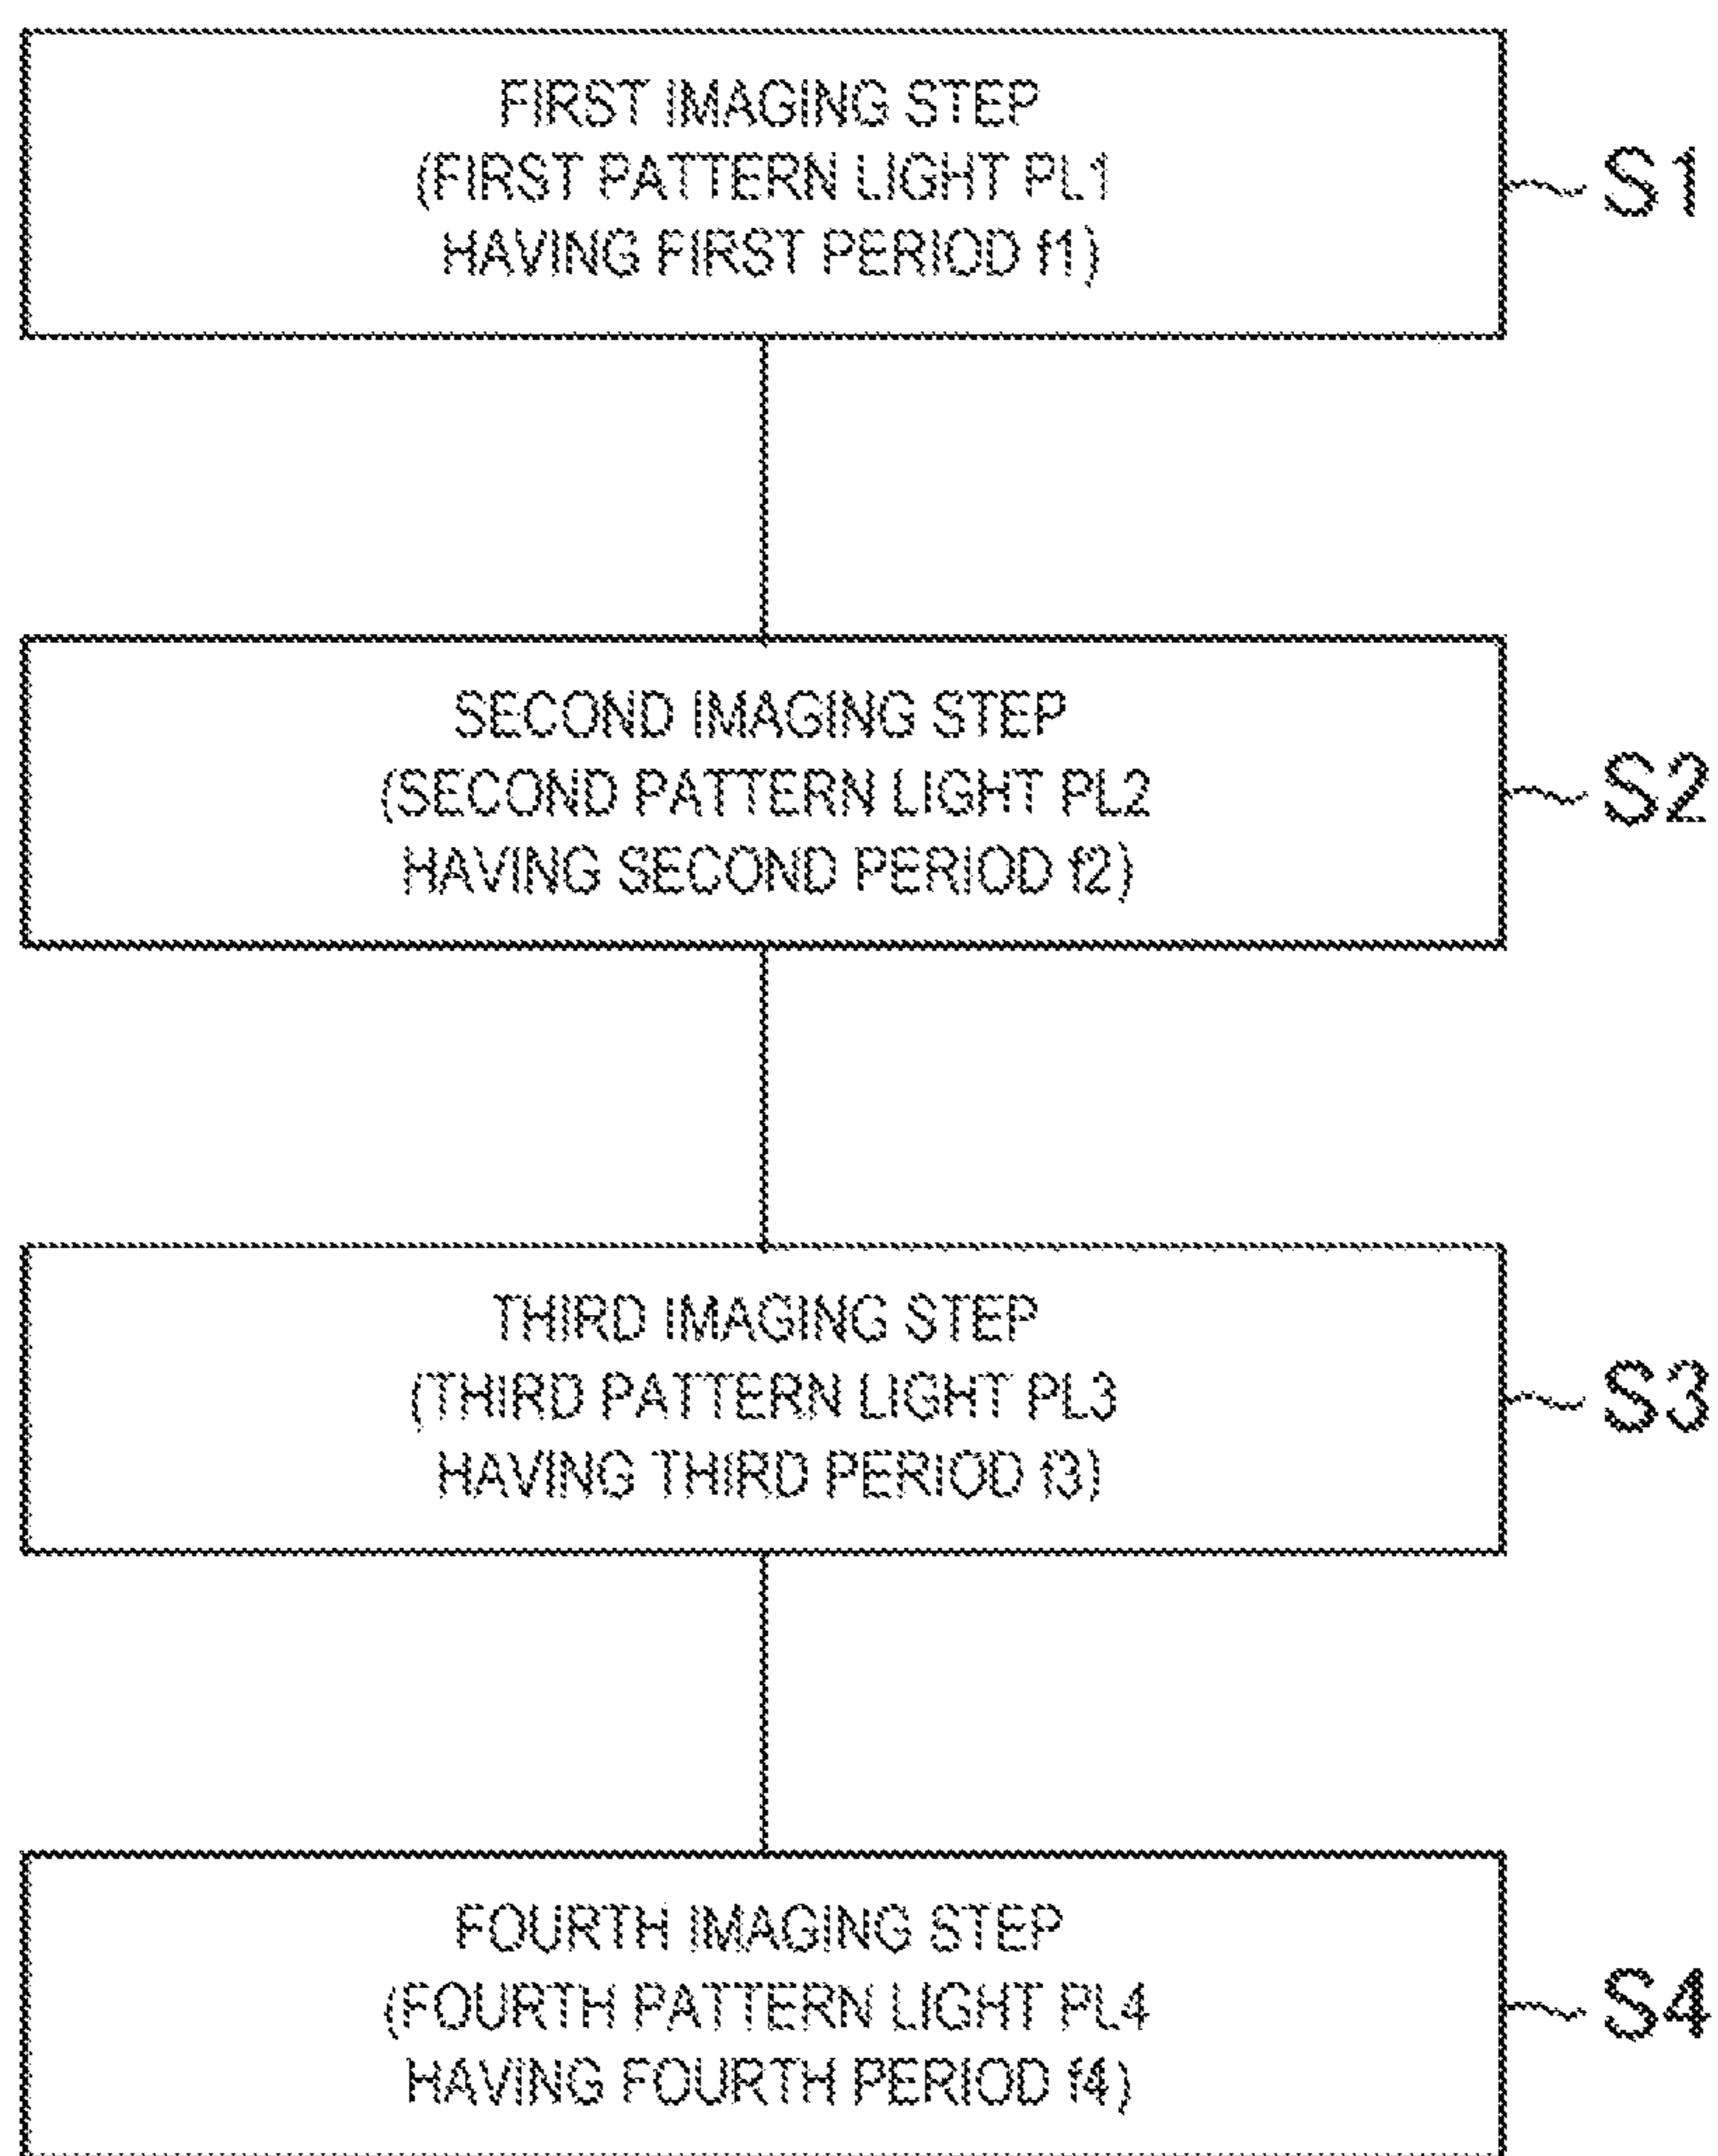 FIRST IMAGING STEP
(FIRST PATTERN LIGHT PL1
HAVING FIRST PERIOD f1)
S1
SECOND IMAGING STEP
(SECOND PATTERN LIGHT PL2
HAVING SECOND PERIOD f2)
S2
THIRD IMAGING STEP
(THIRD PATTERN LIGHT PL3
HAVING THIRD PERIOD f3)
S3
FOURTH IMAGING STEP
(FOURTH PATTERN LIGHT PL4
HAVING FOURTH PERIOD f4)
S4